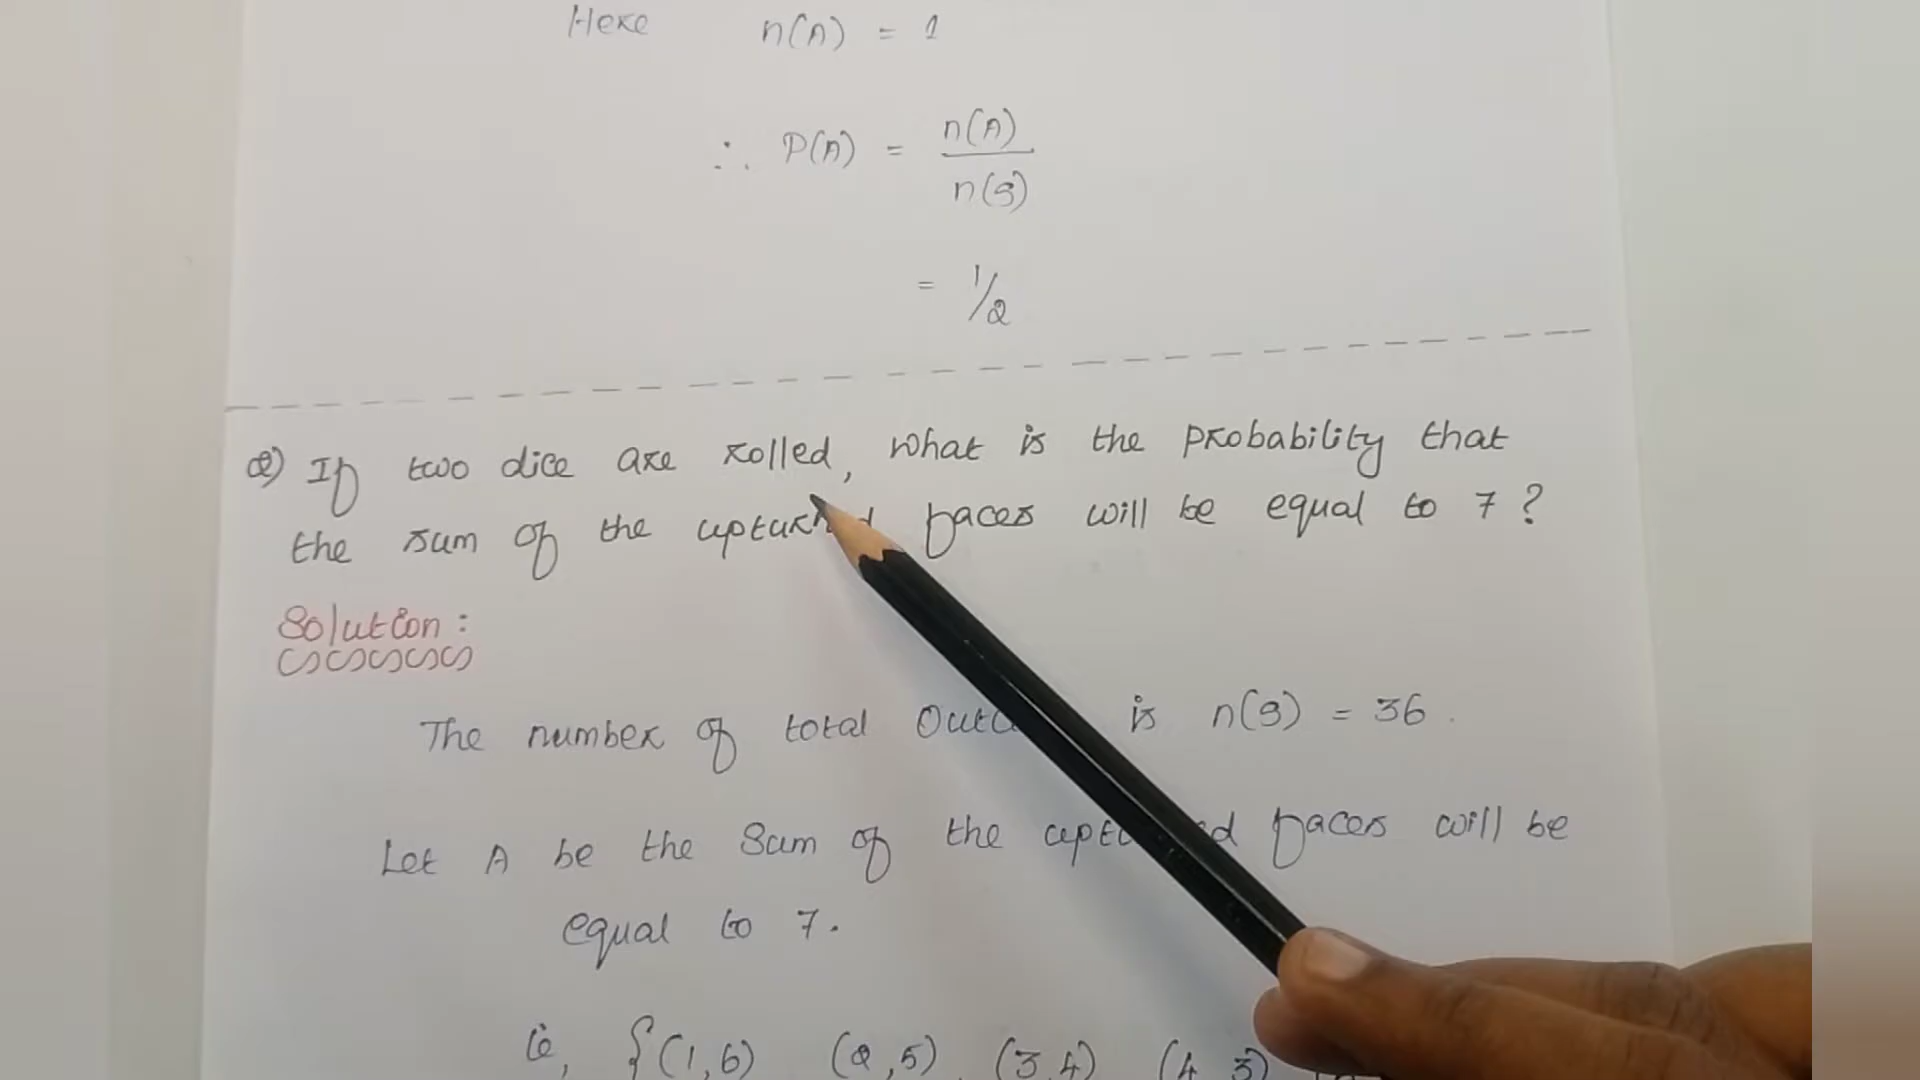 Here n(A) = 1
∴ P(A) = n(A)
n(S)
= 1/2
2) If two dice are rolled, what is the probability that
the sum of the faces will be equal to 7?
Solution:
The number of total is n(S) = 36.
Let A be the sum of the faces will be
equal to 7.
ie, {(1,6) (2,5) (3,4) (4,3)